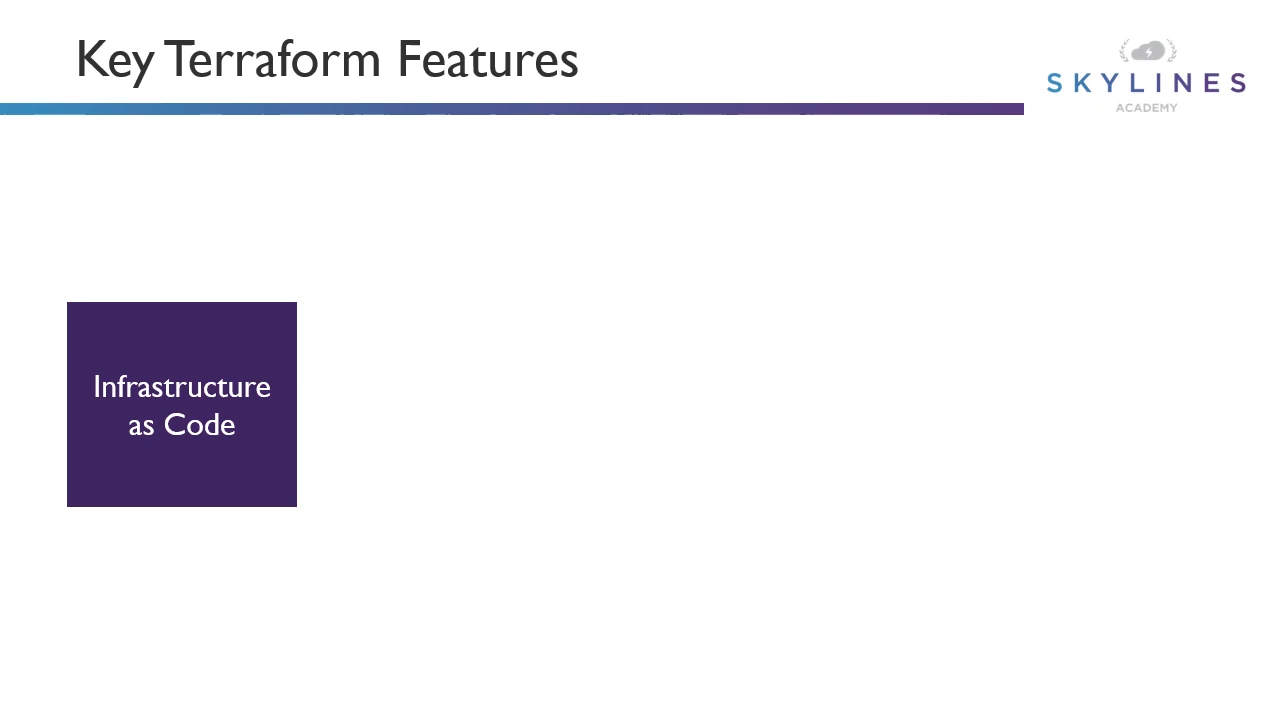 Key Terraform Features
SKYLINES
ACADEMY
Infrastructure
as Code